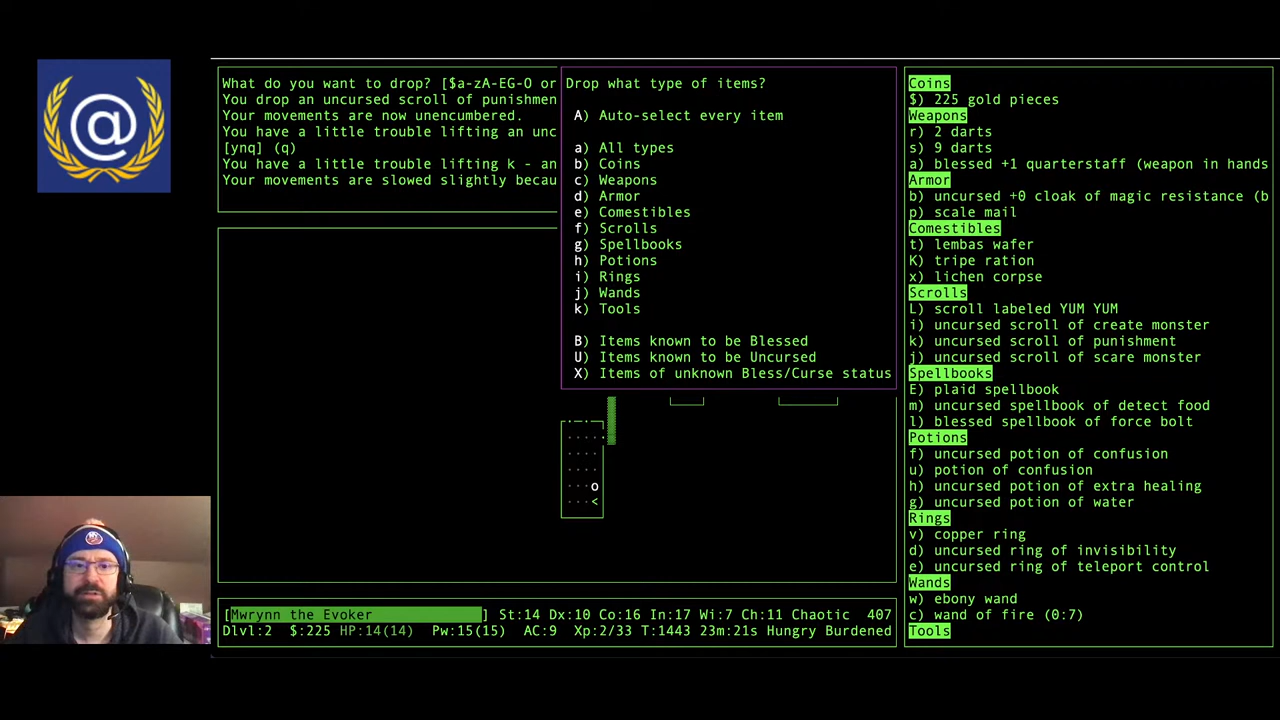 @
What do you want to drop? [$a-zA-EG-O or
You drop an uncursed scroll of punishmen
Your movements are now unencumbered.
You have a little trouble lifting an unc
[ynq] (q)
You have a little trouble lifting k - an
Your movements are slowed slightly becau
Drop what type of items?
A) Auto-select every item
a) All types
b) Coins
c) Weapons
d) Armor
e) Comestibles
f) Scrolls
g) Spellbooks
h) Potions
i) Rings
j) Wands
k) Tools
B) Items known to be Blessed
U) Items known to be Uncursed
X) Items of unknown Bless/Curse status
. . . . .
. . . .
. . . .
. . . o
. . . <
Coins
$) 225 gold pieces
Weapons
r) 2 darts
s) 9 darts
a) blessed +1 quarterstaff (weapon in hands
Armor
b) uncursed +0 cloak of magic resistance (b
p) scale mail
Comestibles
t) lembas wafer
K) tripe ration
x) lichen corpse
Scrolls
L) scroll labeled YUM YUM
i) uncursed scroll of create monster
k) uncursed scroll of punishment
j) uncursed scroll of scare monster
Spellbooks
E) plaid spellbook
m) uncursed spellbook of detect food
l) blessed spellbook of force bolt
Potions
f) uncursed potion of confusion
u) potion of confusion
h) uncursed potion of extra healing
g) uncursed potion of water
Rings
v) copper ring
d) uncursed ring of invisibility
e) uncursed ring of teleport control
Wands
w) ebony wand
c) wand of fire (0:7)
Tools
[Mwrynn the Evoker ] St:14 Dx:10 Co:16 In:17 Wi:7 Ch:11 Chaotic 407
Dlvl:2 $:225 HP:14(14) Pw:15(15) AC:9 Xp:2/33 T:1443 23m:21s Hungry Burdened